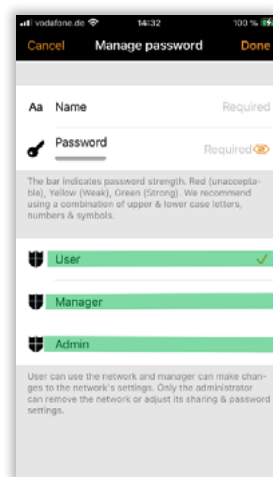 vodafone.de 14:32 100 %
Cancel Manage password Done
Aa Name Required
Password Required
The bar indicates password strength. Red (unaccepta-
ble), Yellow (Weak), Green (Strong). We recommend
using a combination of upper & lower case letters,
numbers & symbols.
User
Manager
Admin
User can use the network and manager can make chan-
ges to the network's settings. Only the administrator
can remove the network or adjust its sharing & password
settings.